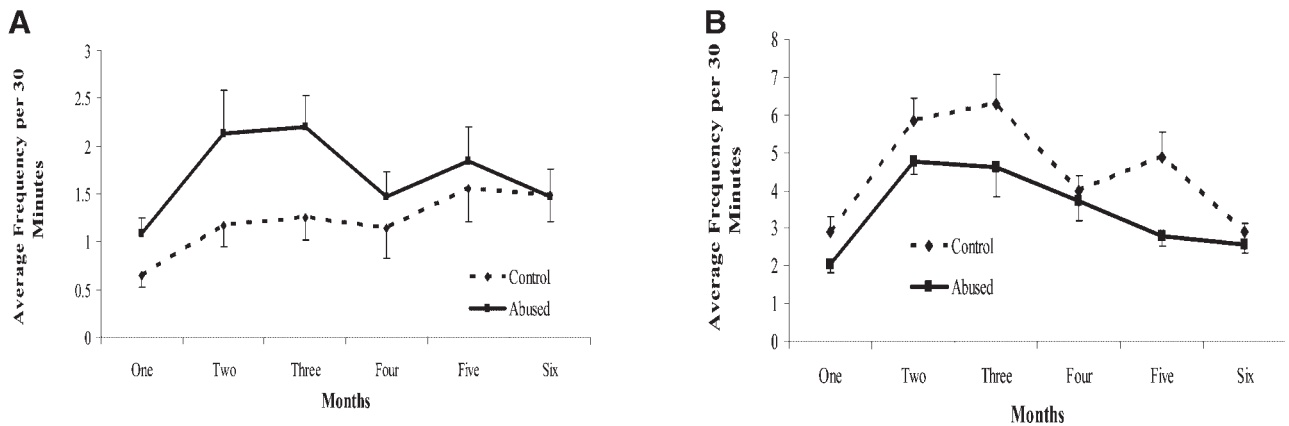 A
Average Frequency per 30
Minutes
3
2.5
2
1.5
1
0.5
0
Control
Abused
One Two Three Four Five Six
Months
B
Average Frequency per 30
Minutes
8
7
6
5
4
3
2
1
0
Control
Abused
One Two Three Four Five Six
Months